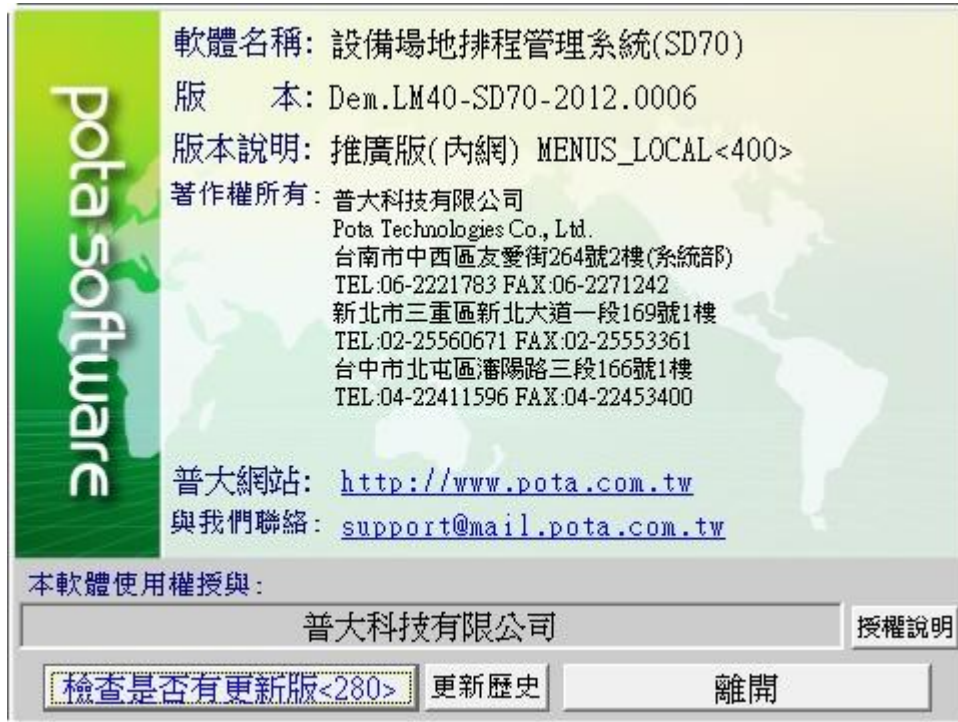 pota software
軟體名稱: 設備場地排程管理系統(SD70)
版 本: Dem.LM40-SD70-2012.0006
版本說明: 推廣版(內網) MENUS_LOCAL<400>
著作權所有: 普大科技有限公司
Pota Technologies Co., Ltd.
台南市中西區友愛街264號2樓(系統部)
TEL:06-2221783 FAX:06-2271242
新北市三重區新北大道一段169號1樓
TEL:02-25560671 FAX:02-25553361
台中市北屯區瀋陽路三段166號1樓
TEL:04-22411596 FAX:04-22453400
普大網站: http://www.pota.com.tw
與我們聯絡: support@mail.pota.com.tw
本軟體使用權授與:
普大科技有限公司 授權說明
檢查是否有更新版<280> 更新歷史 離開